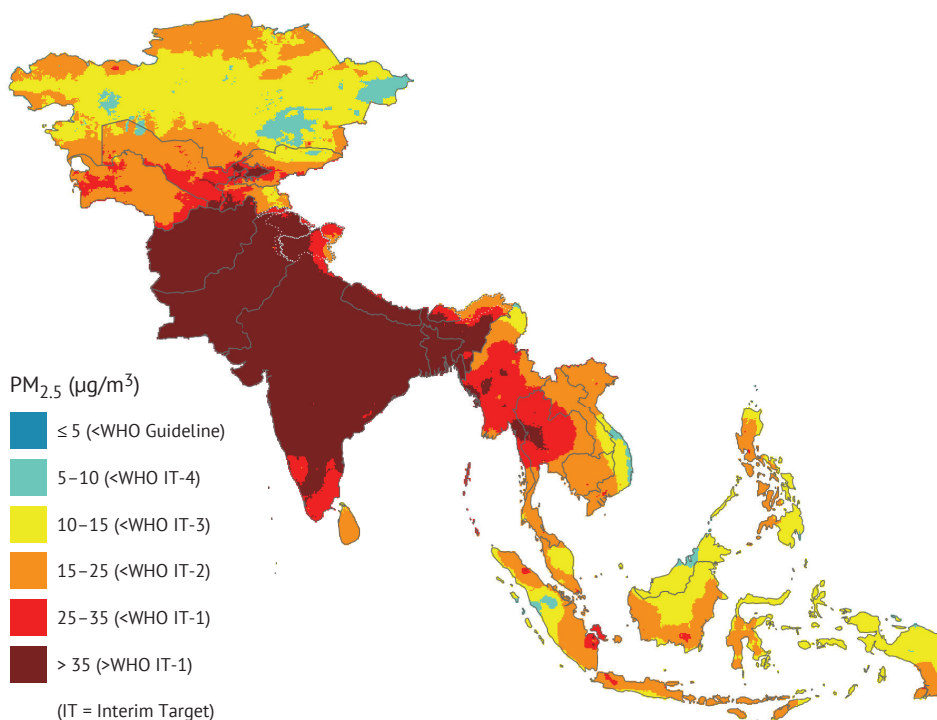 PM₂.₅ (µg/m³)
≤ 5 (<WHO Guideline)
5–10 (<WHO IT-4)
10–15 (<WHO IT-3)
15–25 (<WHO IT-2)
25–35 (<WHO IT-1)
> 35 (>WHO IT-1)
(IT = Interim Target)